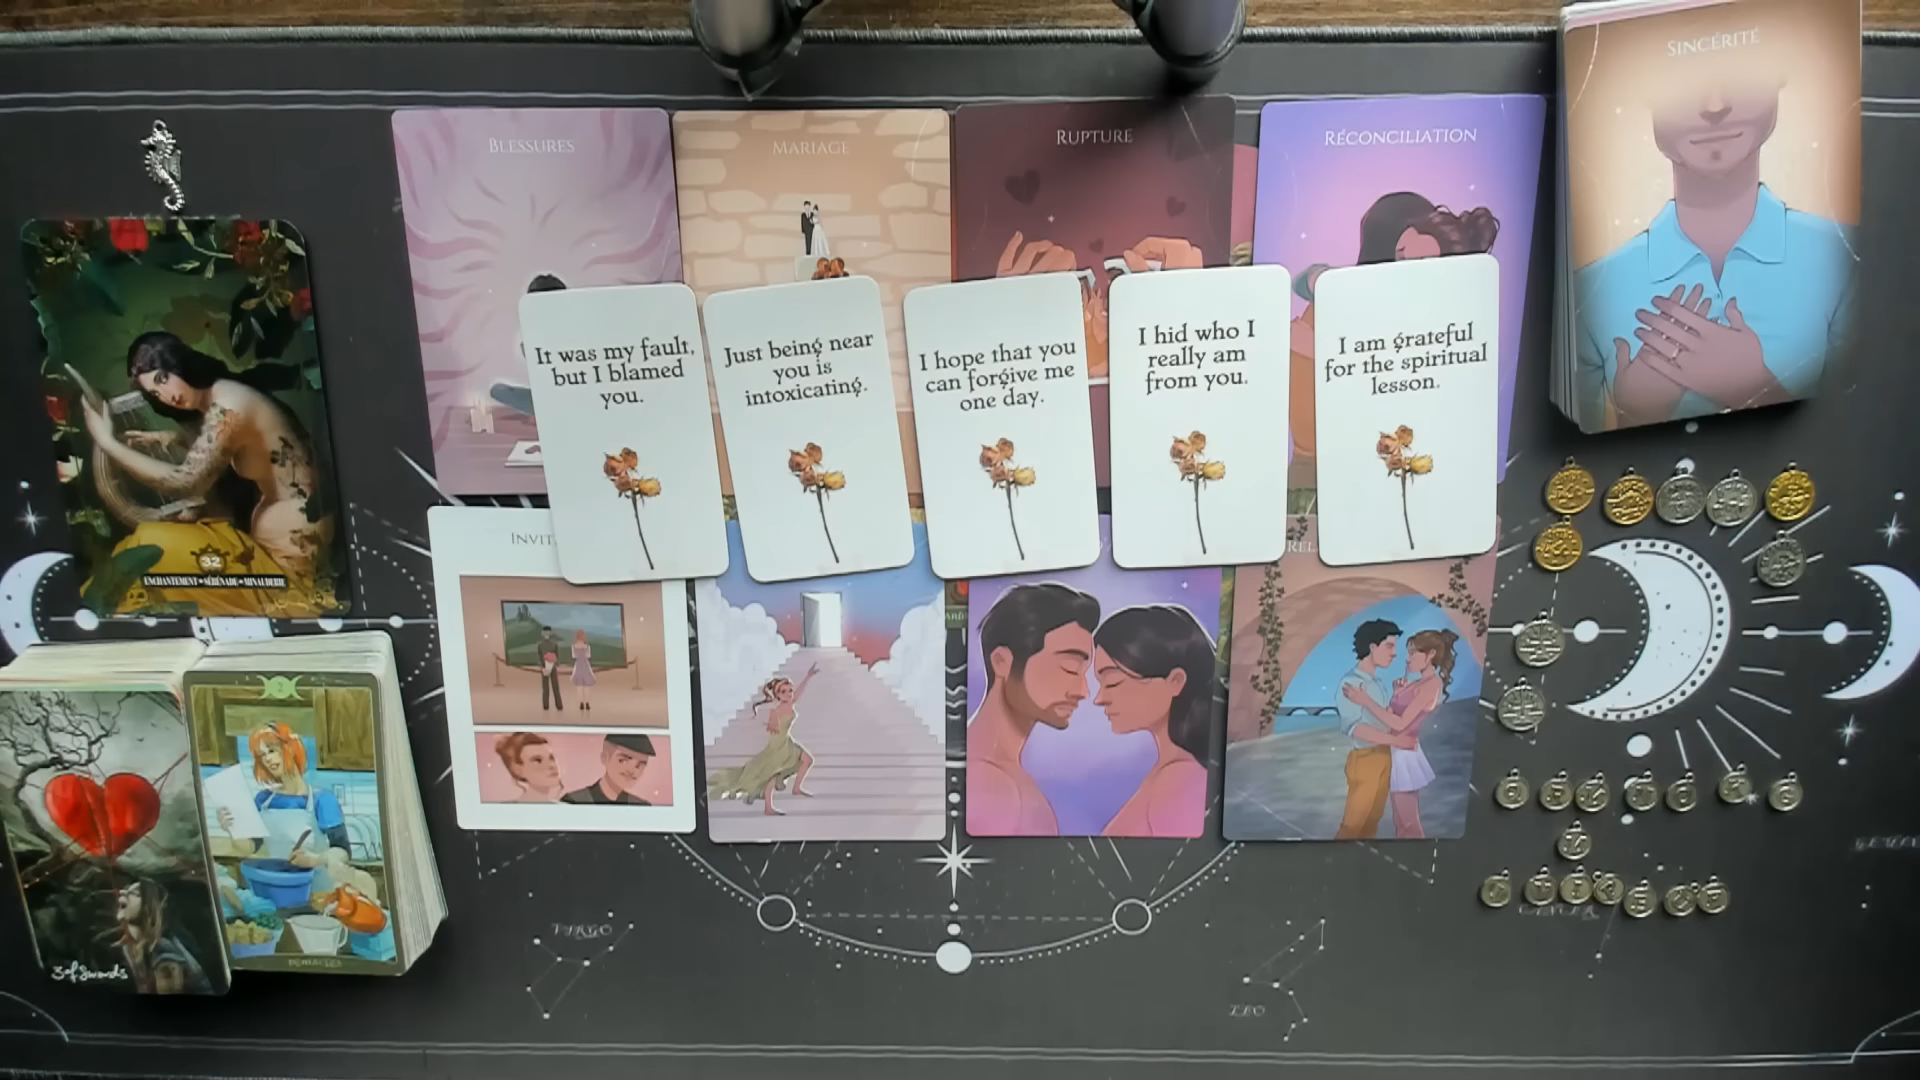 SINCÉRITÉ
BLESSURES
MARIAGE
RUPTURE
RÉCONCILIATION
It was my fault,
but I blamed
you.
Just being near
you is
intoxicating.
I hope that you
can forgive me
one day.
I hid who I
really am
from you.
I am grateful
for the spiritual
lesson.
32
ENCHANTEMENT • SÉRÉNADE • MINAUDERIE
3 of Swords
VIRGO
LEO